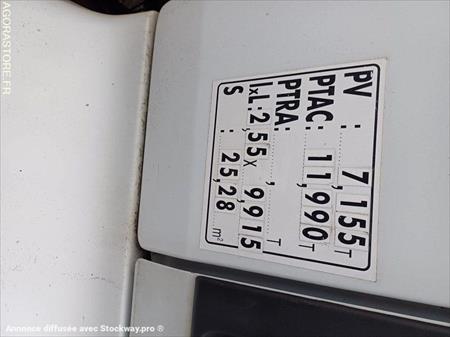 PV : 7,155 T
PTAC: 11,990 T
PTRA: , T
lxL: 2,55 x 9,915
S : 25,28 m²
AGORASTORE.FR
Annonce diffusée avec Stockway.pro ®